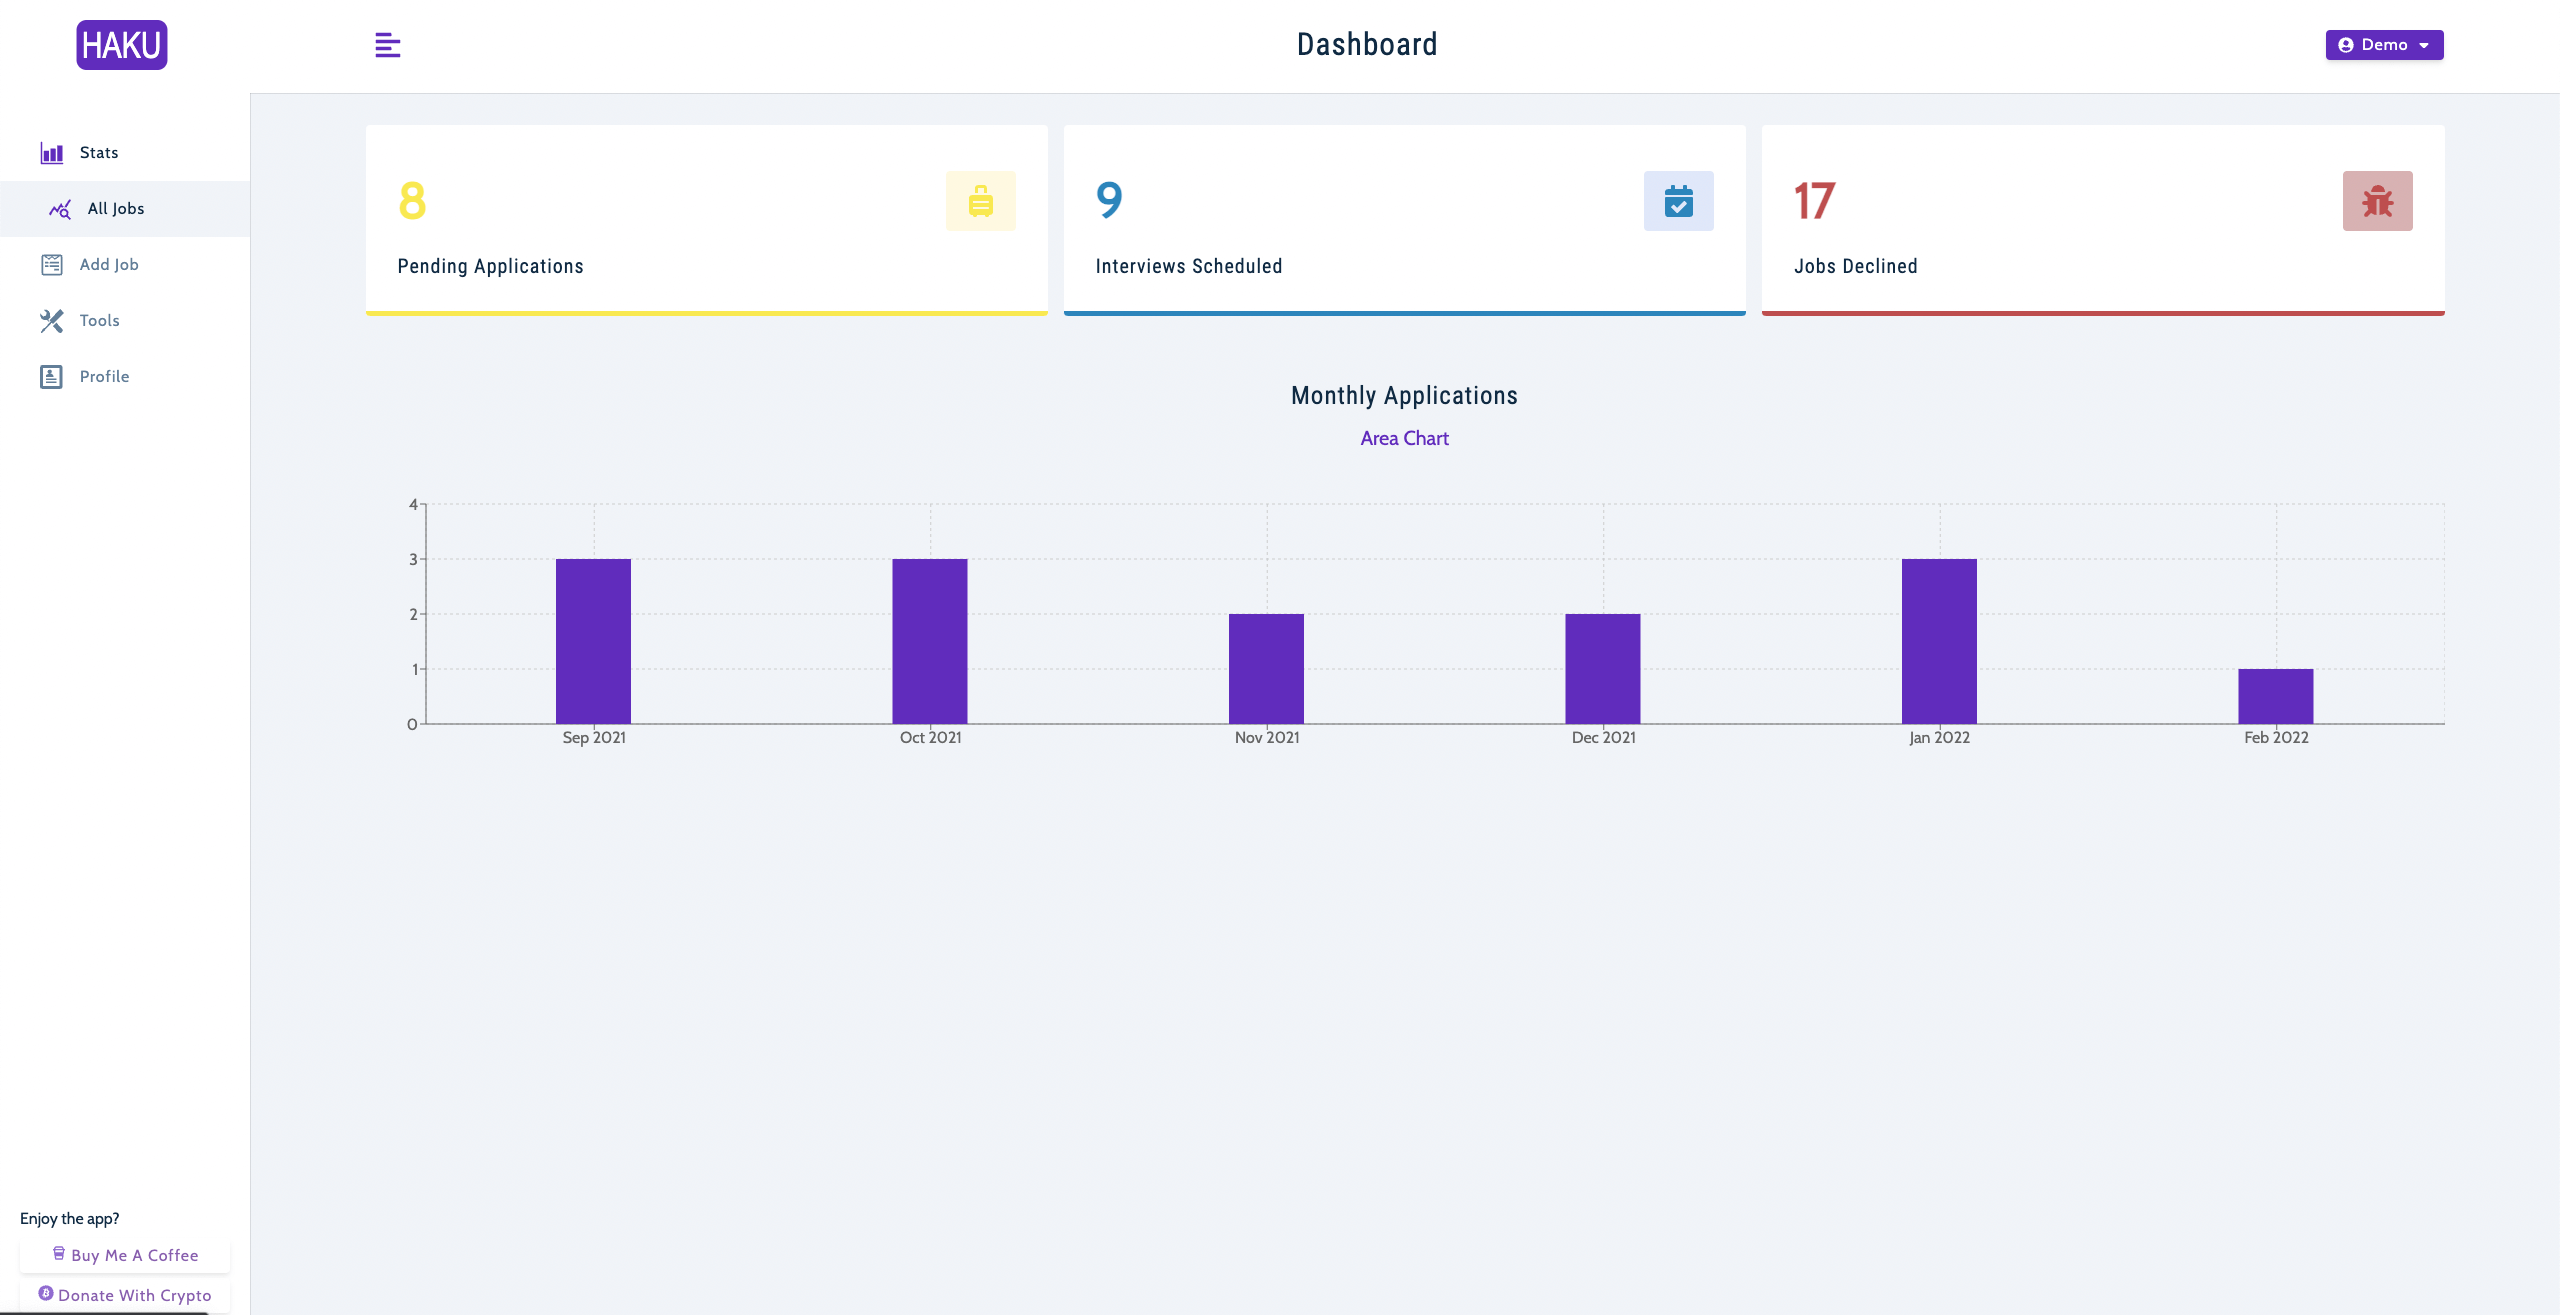 HAKU
Dashboard
Demo
Stats
All Jobs
Add Job
Tools
Profile
8
Pending Applications
9
Interviews Scheduled
17
Jobs Declined
Monthly Applications
Area Chart
4
3
2
1
0
Sep 2021 Oct 2021 Nov 2021 Dec 2021 Jan 2022 Feb 2022
Enjoy the app?
Buy Me A Coffee
Donate With Crypto